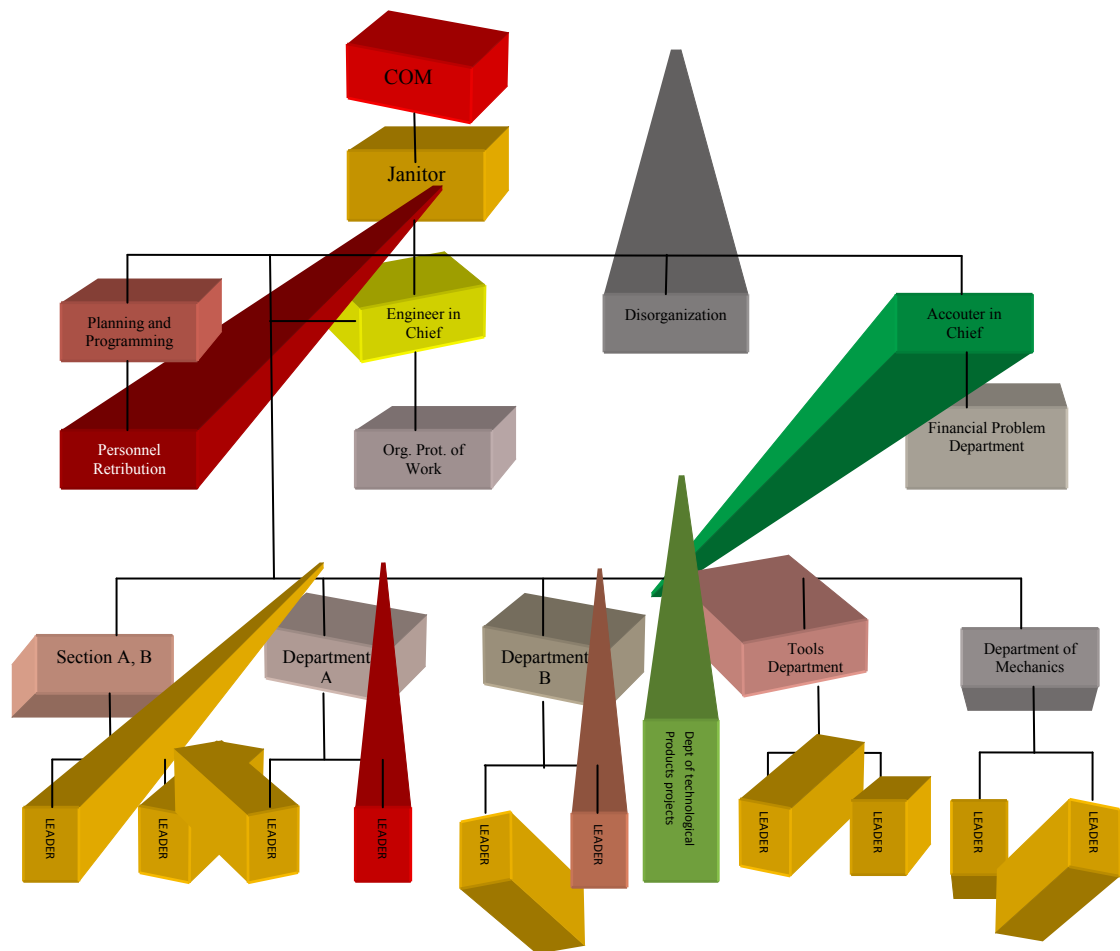 COM
Janitor
Planning and
Programming
Engineer in
Chief
Disorganization
Accouter in
Chief
Personnel
Retribution
Org. Prot. of
Work
Financial Problem
Department
Section A, B
Department
A
Department
B
Dept of technological
Products projects
Tools
Department
Department of
Mechanics
LEADER
LEADER
LEADER
LEADER
LEADER
LEADER
LEADER
LEADER
LEADER
LEADER